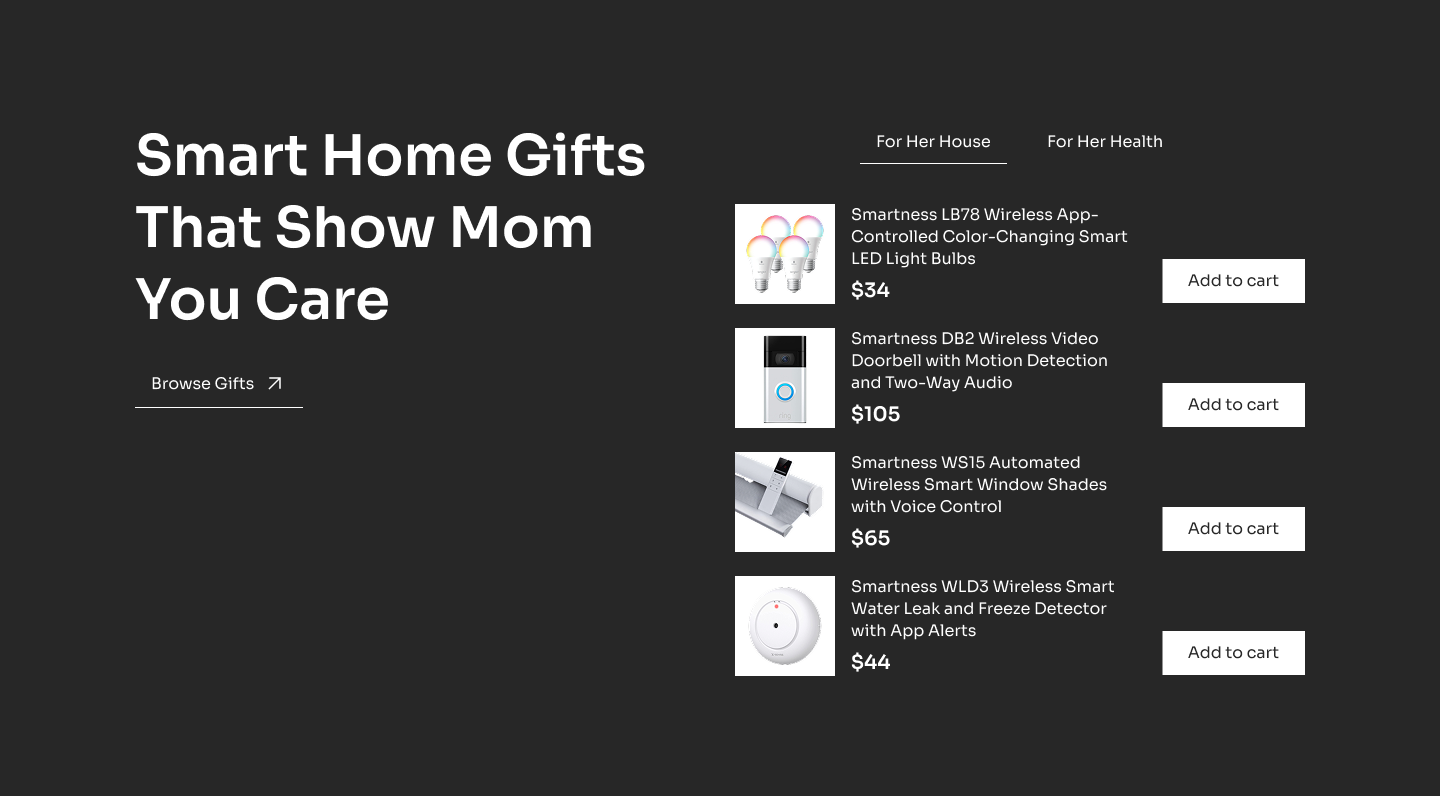 Smart Home Gifts
That Show Mom
You Care
Browse Gifts
For Her House
For Her Health
Smartness LB78 Wireless App-
Controlled Color-Changing Smart
LED Light Bulbs
$34
Add to cart
Smartness DB2 Wireless Video
Doorbell with Motion Detection
and Two-Way Audio
$105
Add to cart
Smartness WS15 Automated
Wireless Smart Window Shades
with Voice Control
$65
Add to cart
Smartness WLD3 Wireless Smart
Water Leak and Freeze Detector
with App Alerts
$44
Add to cart